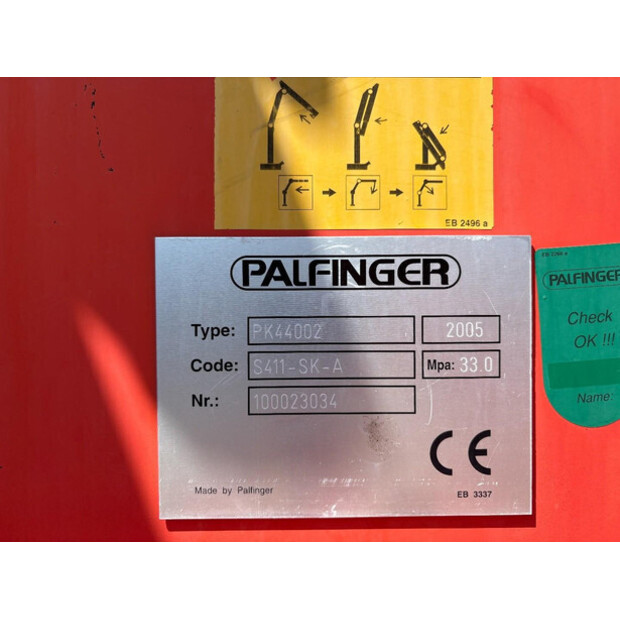 EB 2496 a
PALFINGER
Type: PK44002 2005
Code: S411-SK-A Mpa: 33.0
Nr.: 100023034
CE
Made by Palfinger
EB 3337
PALFINGER
Check
OK !!!
Name: